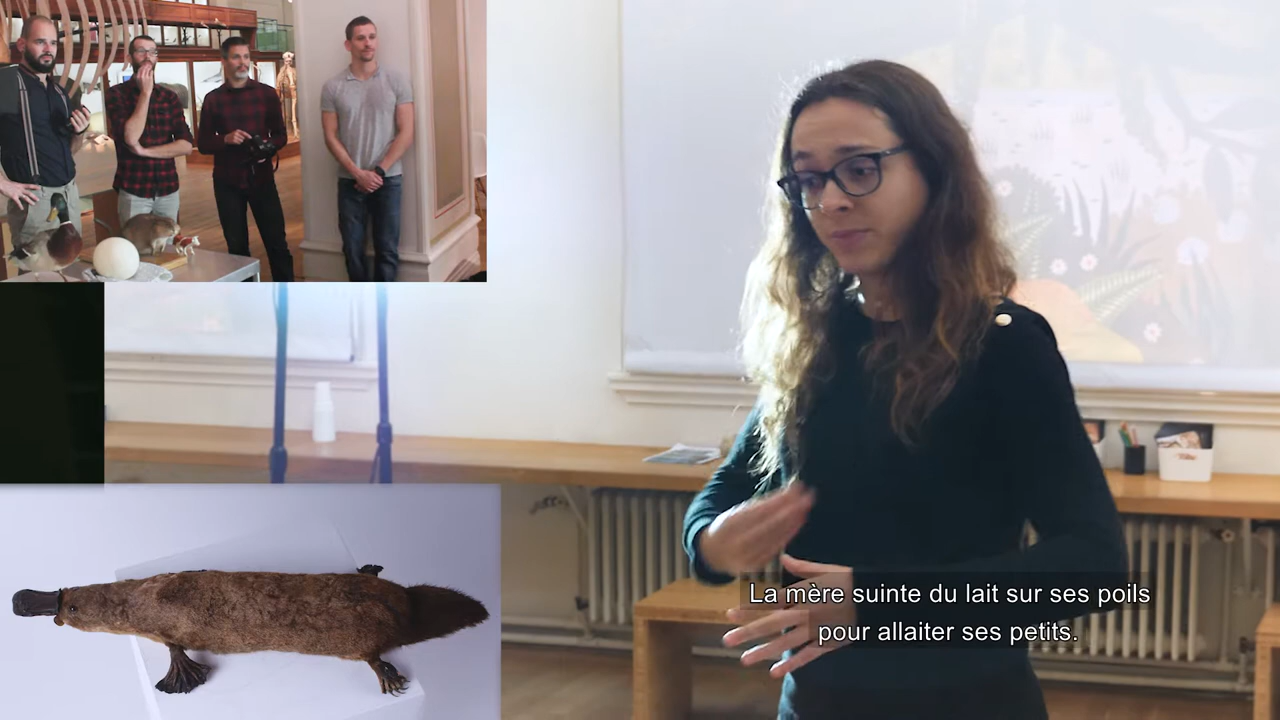 La mère suinte du lait sur ses poils
pour allaiter ses petits.